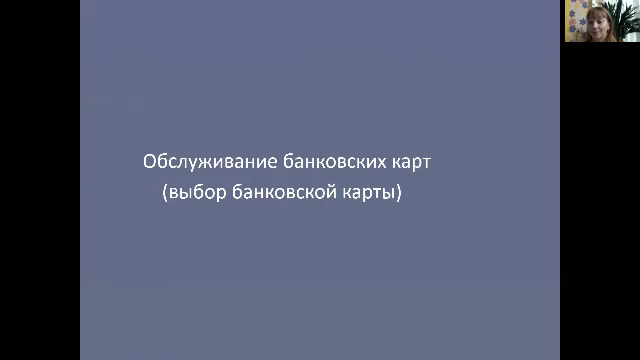 Обслуживание банковских карт
(выбор банковской карты)